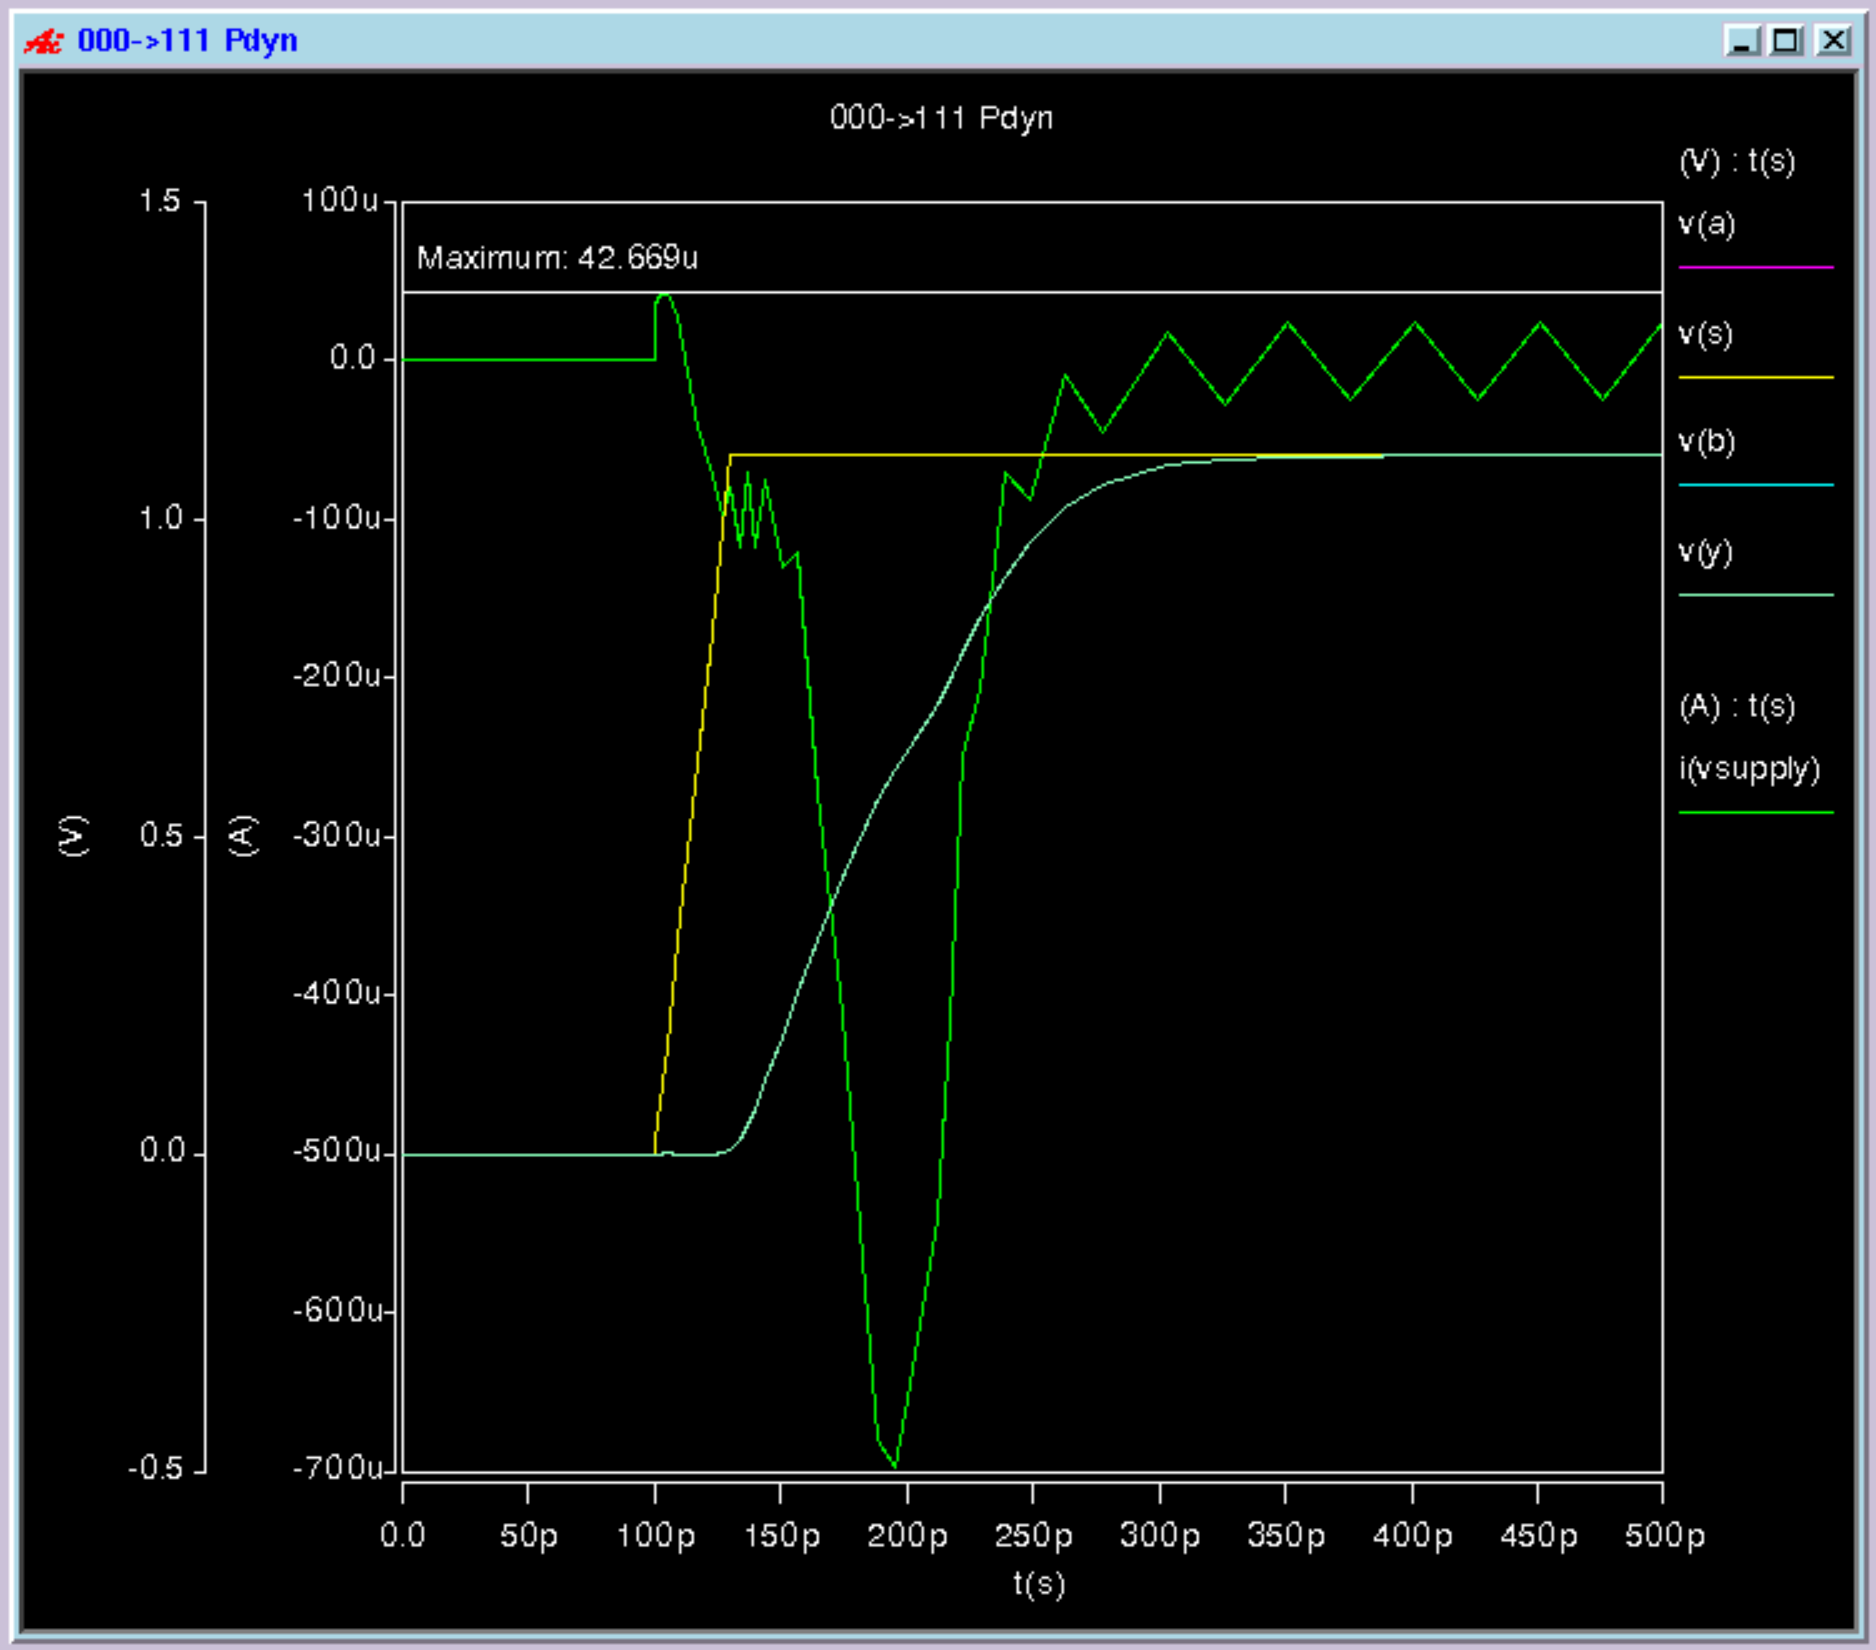 000->111 Pdyn
000->111 Pdyn
(V) : t(s)
v(a)
v(s)
v(b)
v(y)
(A) : t(s)
i(vsupply)
Maximum: 42.669u
(V)
1.5
1.0
0.5
0.0
-0.5
(A)
100u
0.0
-100u
-200u
-300u
-400u
-500u
-600u
-700u
0.0 50p 100p 150p 200p 250p 300p 350p 400p 450p 500p
t(s)